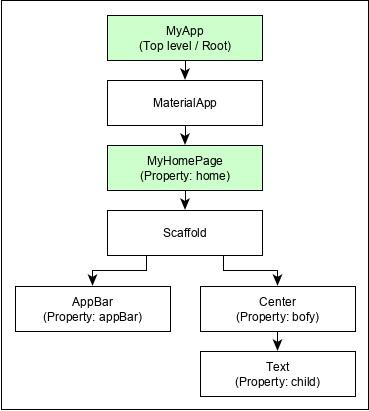 MyApp
(Top level / Root)
MaterialApp
MyHomePage
(Property: home)
Scaffold
AppBar
(Property: appBar)
Center
(Property: bofy)
Text
(Property: child)